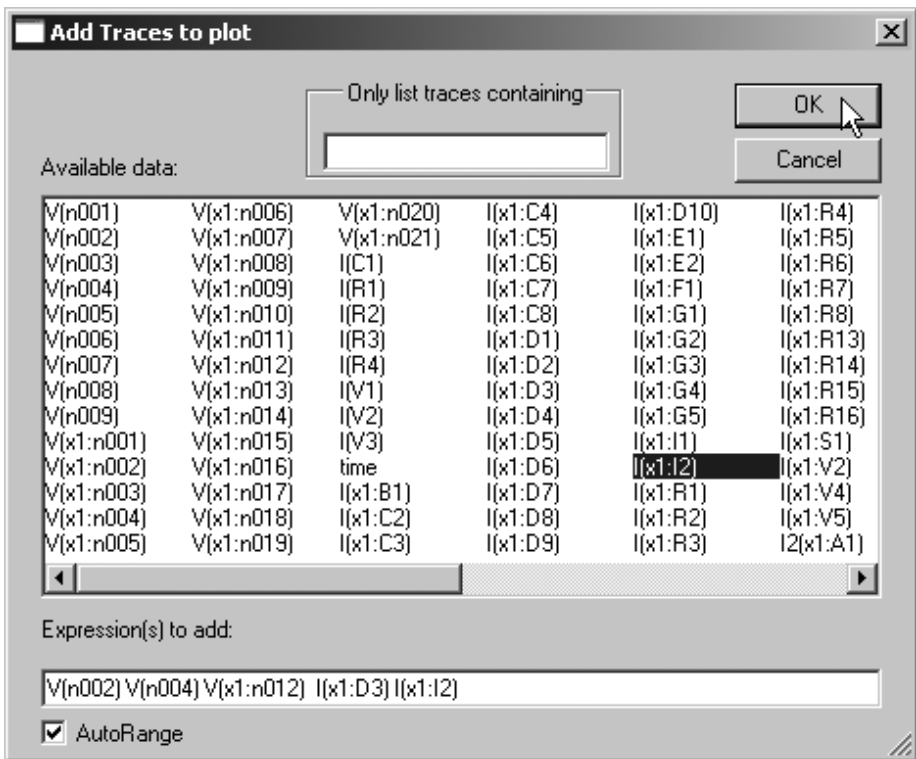 Add Traces to plot
Only list traces containing
OK
Cancel
Available data:
V(n001) V(x1:n006) V(x1:n020) I(x1:C4) I(x1:D10) I(x1:R4)
V(n002) V(x1:n007) V(x1:n021) I(x1:C5) I(x1:E1) I(x1:R5)
V(n003) V(x1:n008) I(C1) I(x1:C6) I(x1:E2) I(x1:R6)
V(n004) V(x1:n009) I(R1) I(x1:C7) I(x1:F1) I(x1:R7)
V(n005) V(x1:n010) I(R2) I(x1:C8) I(x1:G1) I(x1:R8)
V(n006) V(x1:n011) I(R3) I(x1:D1) I(x1:G2) I(x1:R13)
V(n007) V(x1:n012) I(R4) I(x1:D2) I(x1:G3) I(x1:R14)
V(n008) V(x1:n013) I(V1) I(x1:D3) I(x1:G4) I(x1:R15)
V(n009) V(x1:n014) I(V2) I(x1:D4) I(x1:G5) I(x1:R16)
V(x1:n001) V(x1:n015) I(V3) I(x1:D5) I(x1:I1) I(x1:S1)
V(x1:n002) V(x1:n016) time I(x1:D6) I(x1:I2) I(x1:V2)
V(x1:n003) V(x1:n017) I(x1:B1) I(x1:D7) I(x1:R1) I(x1:V4)
V(x1:n004) V(x1:n018) I(x1:C2) I(x1:D8) I(x1:R2) I(x1:V5)
V(x1:n005) V(x1:n019) I(x1:C3) I(x1:D9) I(x1:R3) I2(x1:A1)
Expression(s) to add:
V(n002) V(n004) V(x1:n012) I(x1:D3) I(x1:I2)
AutoRange